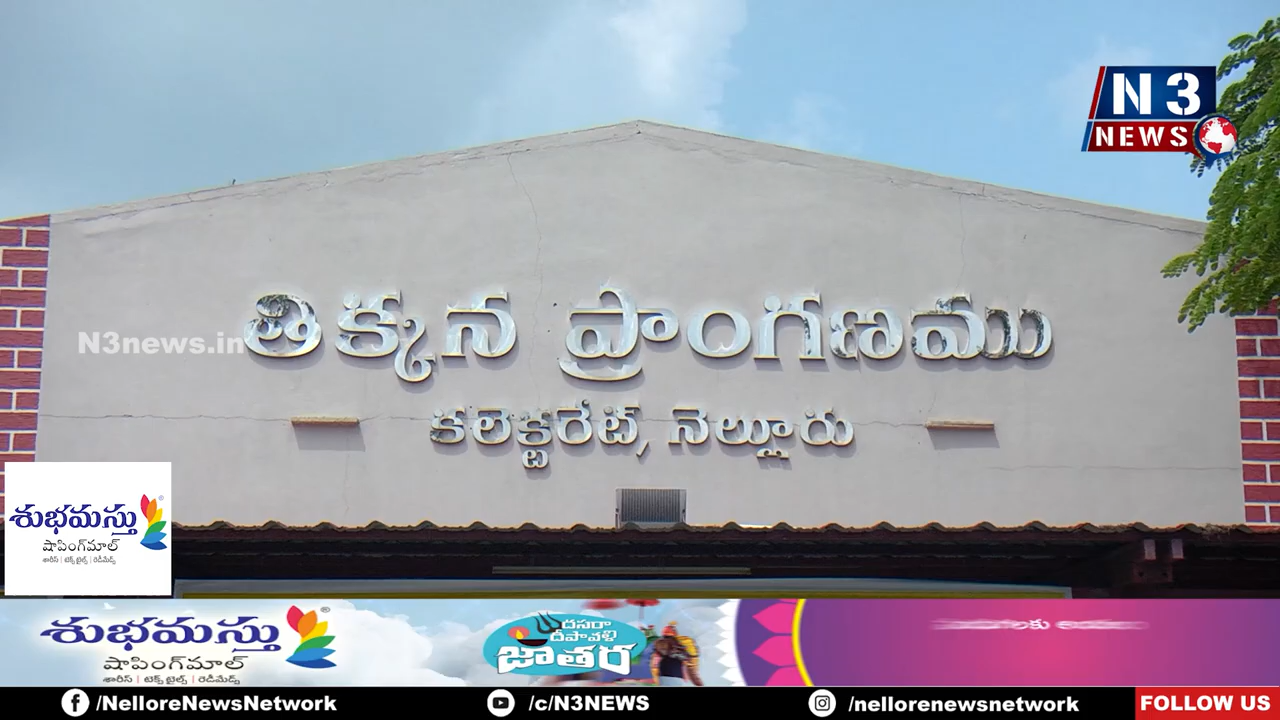 N3
NEWS
తిక్కన ప్రాంగణము
N3news.in
కలెక్టరేట్, నెల్లూరు
శుభమస్తు
షాపింగ్‌మాల్
శారీస్ | టెక్స్‌టైల్స్ | రెడీమేడ్స్
శుభమస్తు
షాపింగ్‌మాల్
శారీస్ | టెక్స్‌టైల్స్ | రెడీమేడ్స్
దసరా
దీపావళి
జాతర
/NelloreNewsNetwork
/c/N3NEWS
/nellorenewsnetwork
FOLLOW US